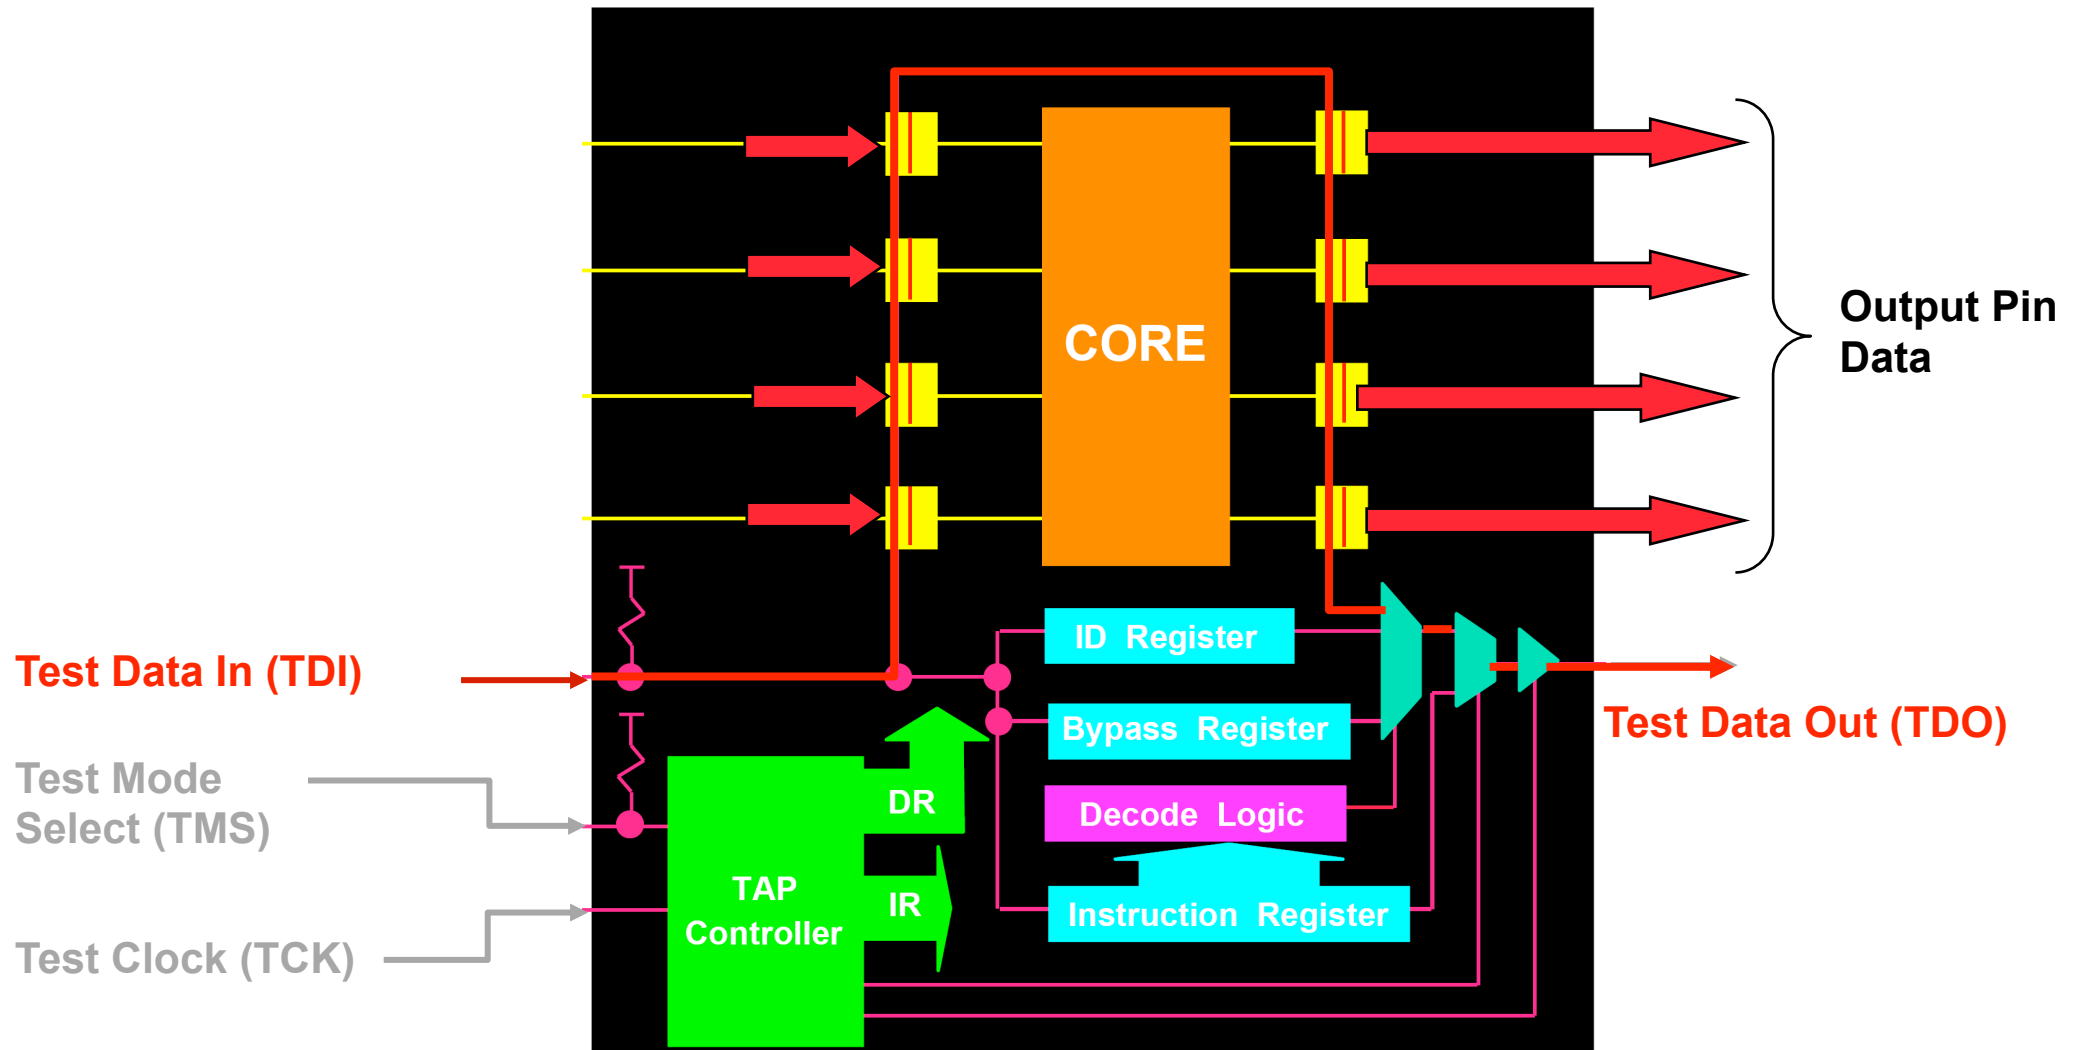 CORE
Output Pin
Data
ID Register
Test Data In (TDI)
Bypass Register
Test Data Out (TDO)
Test Mode
Select (TMS)
DR
Decode Logic
TAP
Controller
IR
Instruction Register
Test Clock (TCK)